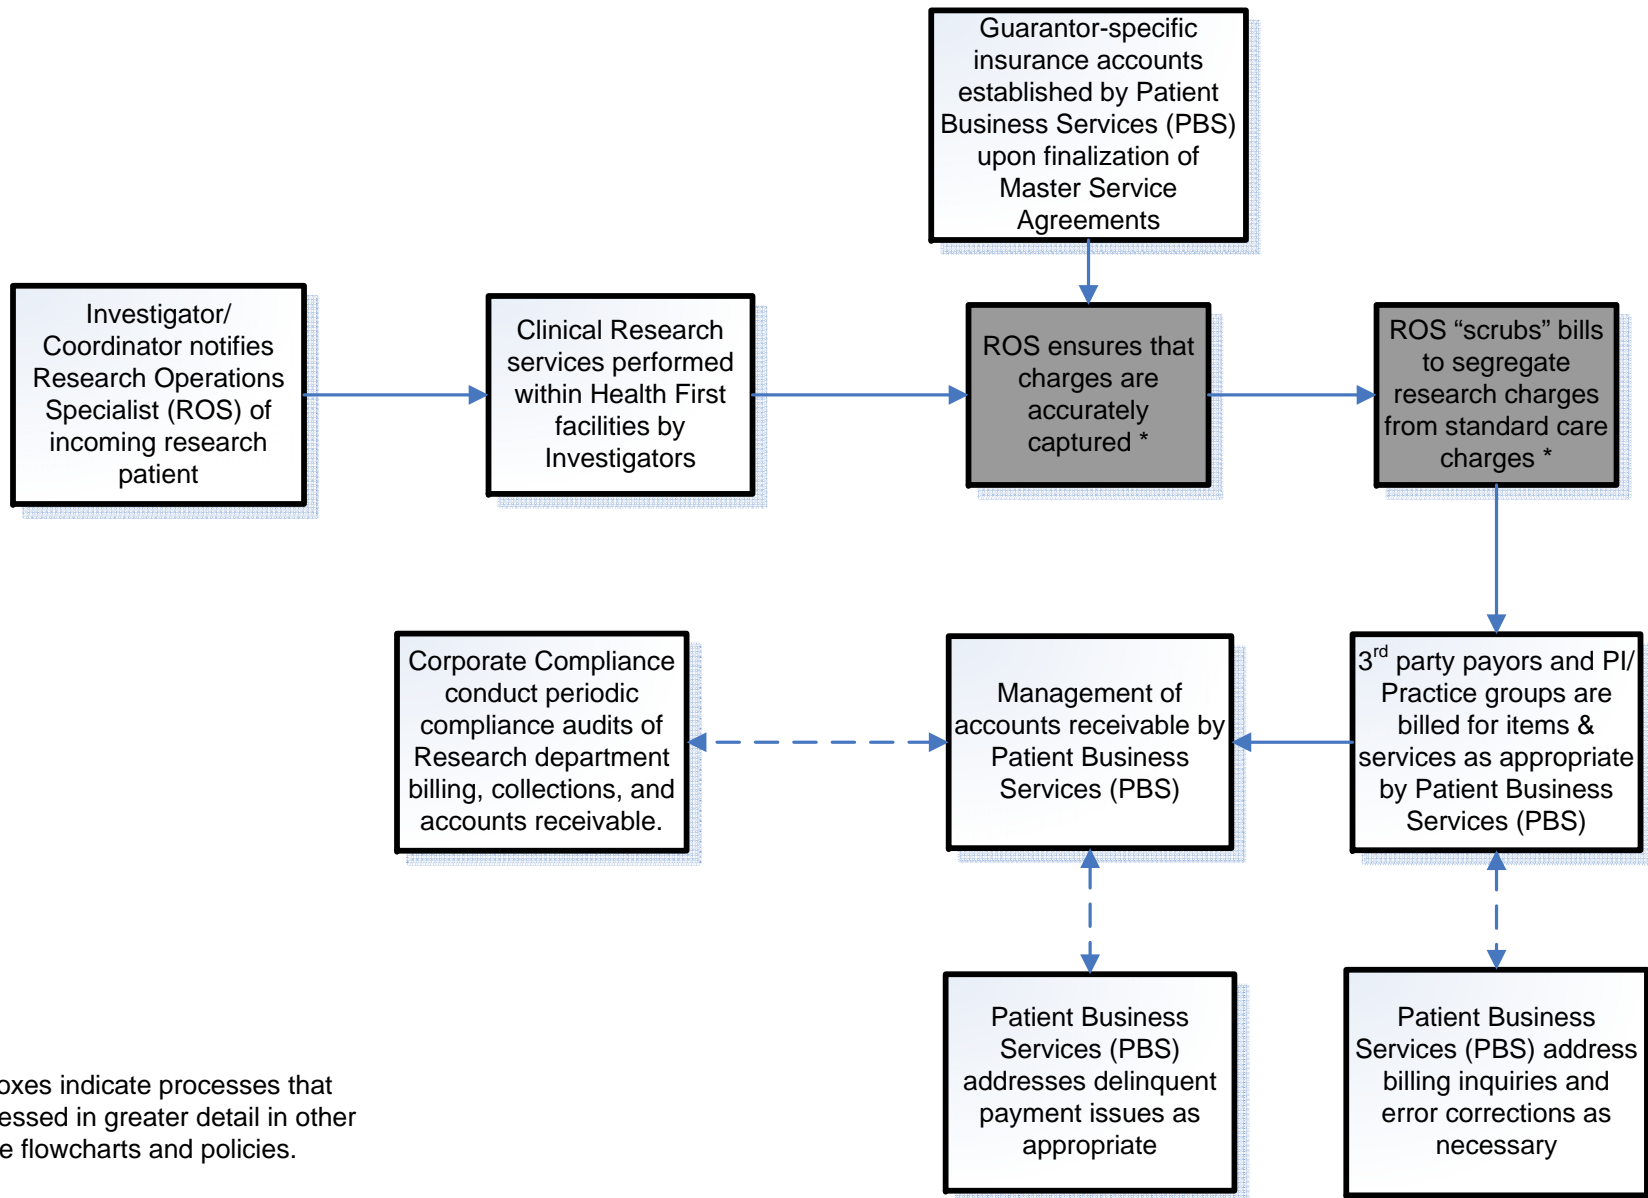 Guarantor-specific
insurance accounts
established by Patient
Business Services (PBS)
upon finalization of
Master Service
Agreements
Investigator/
Coordinator notifies
Research Operations
Specialist (ROS) of
incoming research
patient
Clinical Research
services performed
within Health First
facilities by
Investigators
ROS ensures that
charges are
accurately
captured *
ROS “scrubs” bills
to segregate
research charges
from standard care
charges *
Corporate Compliance
conduct periodic
compliance audits of
Research department
billing, collections, and
accounts receivable.
Management of
accounts receivable by
Patient Business
Services (PBS)
3rd party payors and PI/
Practice groups are
billed for items &
services as appropriate
by Patient Business
Services (PBS)
Patient Business
Services (PBS)
addresses delinquent
payment issues as
appropriate
Patient Business
Services (PBS) address
billing inquiries and
error corrections as
necessary
indicate processes that
in greater detail in other
flowcharts and policies.